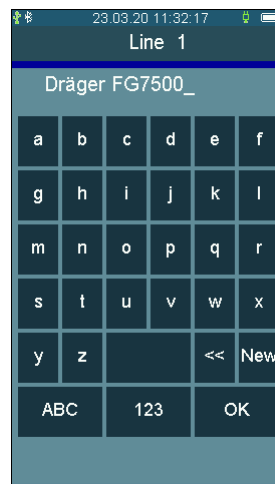 23.03.20 11:32:17
Line 1
Dräger FG7500_
a b c d e f
g h i j k l
m n o p q r
s t u v w x
y z << New
ABC 123 OK